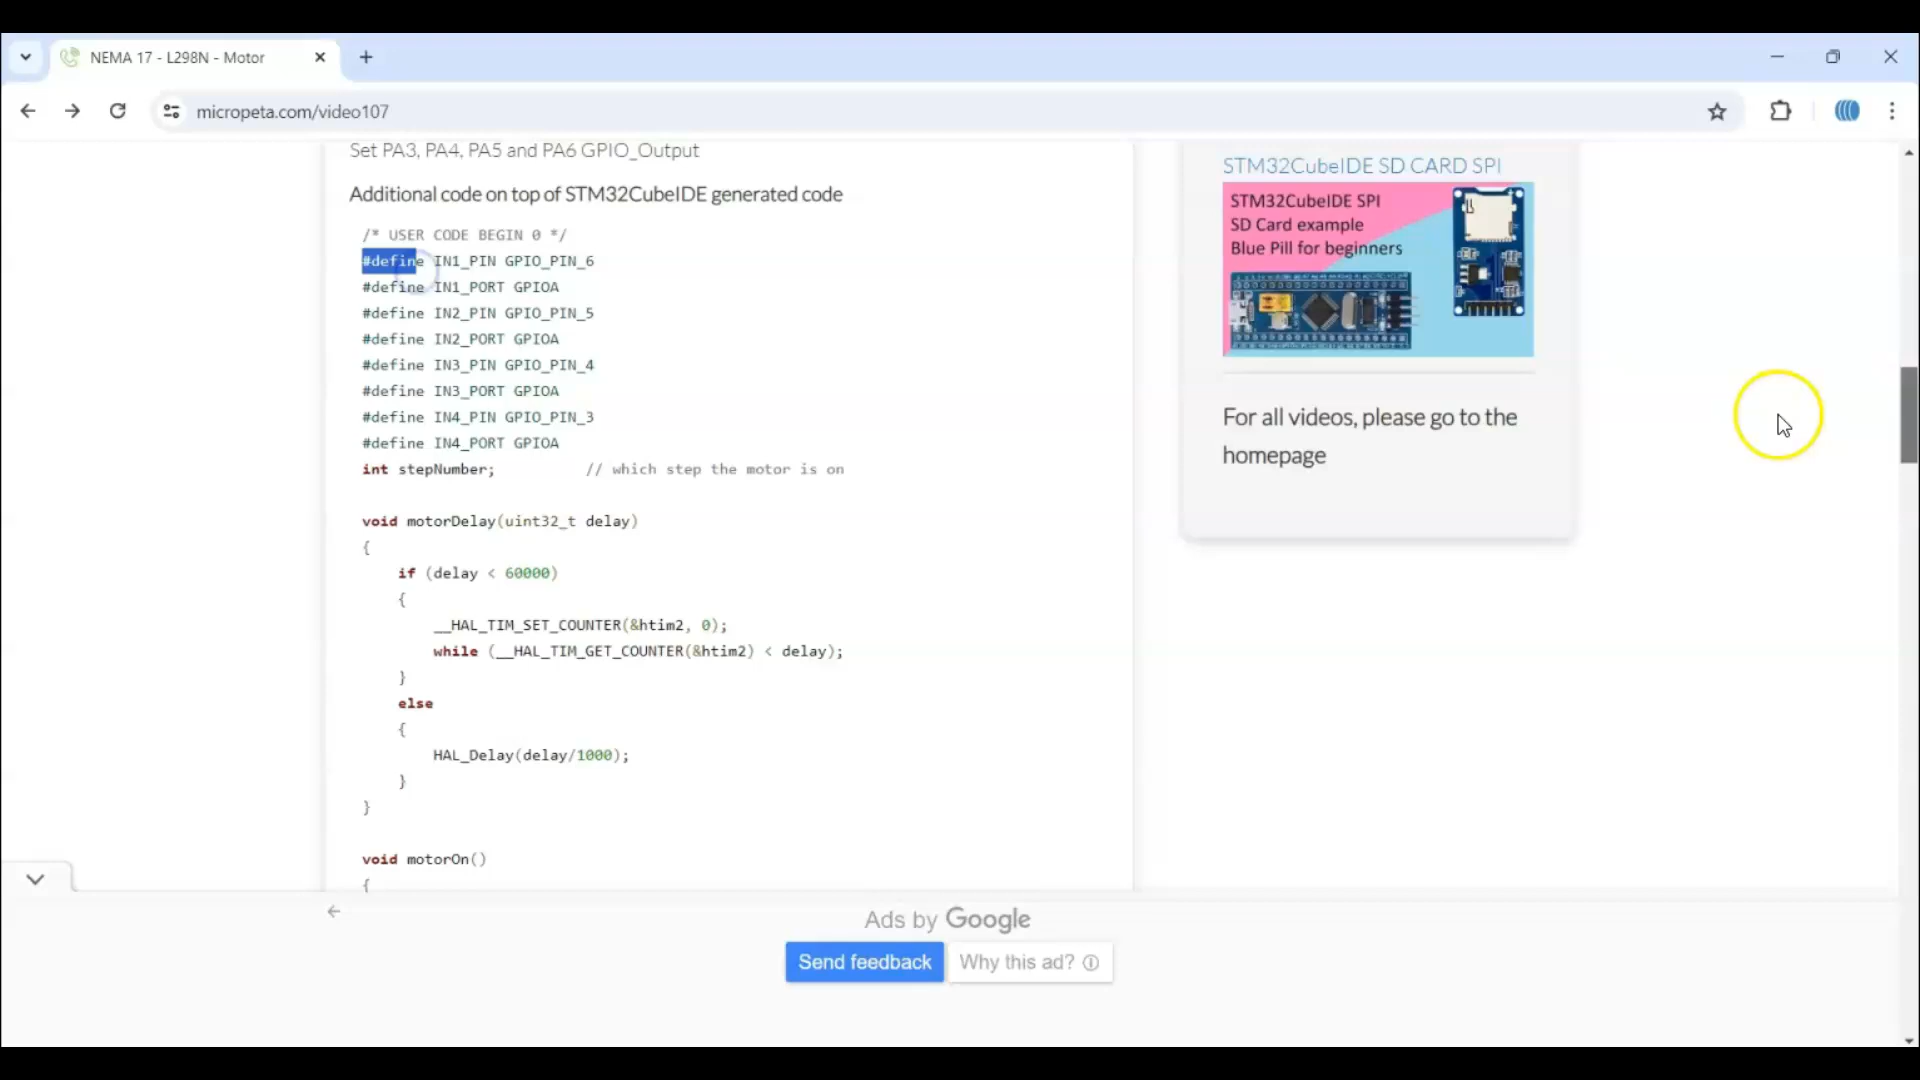 NEMA 17 - L298N - Motor
micropeta.com/video107
Set PA3, PA4, PA5 and PA6 GPIO_Output
Additional code on top of STM32CubeIDE generated code
/* USER CODE BEGIN 0 */
#define IN1_PIN GPIO_PIN_6
#define IN1_PORT GPIOA
#define IN2_PIN GPIO_PIN_5
#define IN2_PORT GPIOA
#define IN3_PIN GPIO_PIN_4
#define IN3_PORT GPIOA
#define IN4_PIN GPIO_PIN_3
#define IN4_PORT GPIOA
int stepNumber;          // which step the motor is on
void motorDelay(uint32_t delay)
{
    if (delay < 60000)
    {
        __HAL_TIM_SET_COUNTER(&htim2, 0);
        while (__HAL_TIM_GET_COUNTER(&htim2) < delay);
    }
    else
    {
        HAL_Delay(delay/1000);
    }
}
void motorOn()
{
STM32CubeIDE SD CARD SPI
STM32CubeIDE SPI
SD Card example
Blue Pill for beginners
For all videos, please go to the
homepage
Ads by Google
Send feedback
Why this ad?